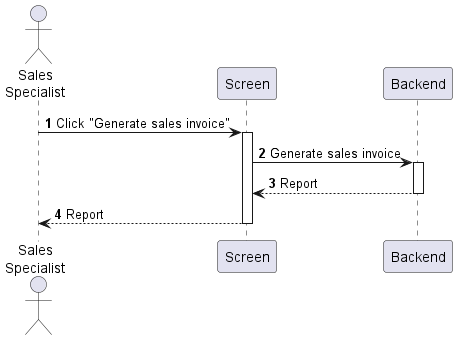 Sales
Specialist
Screen
Backend
1 Click "Generate sales invoice"
2 Generate sales invoice
3 Report
4 Report
Sales
Specialist
Screen
Backend